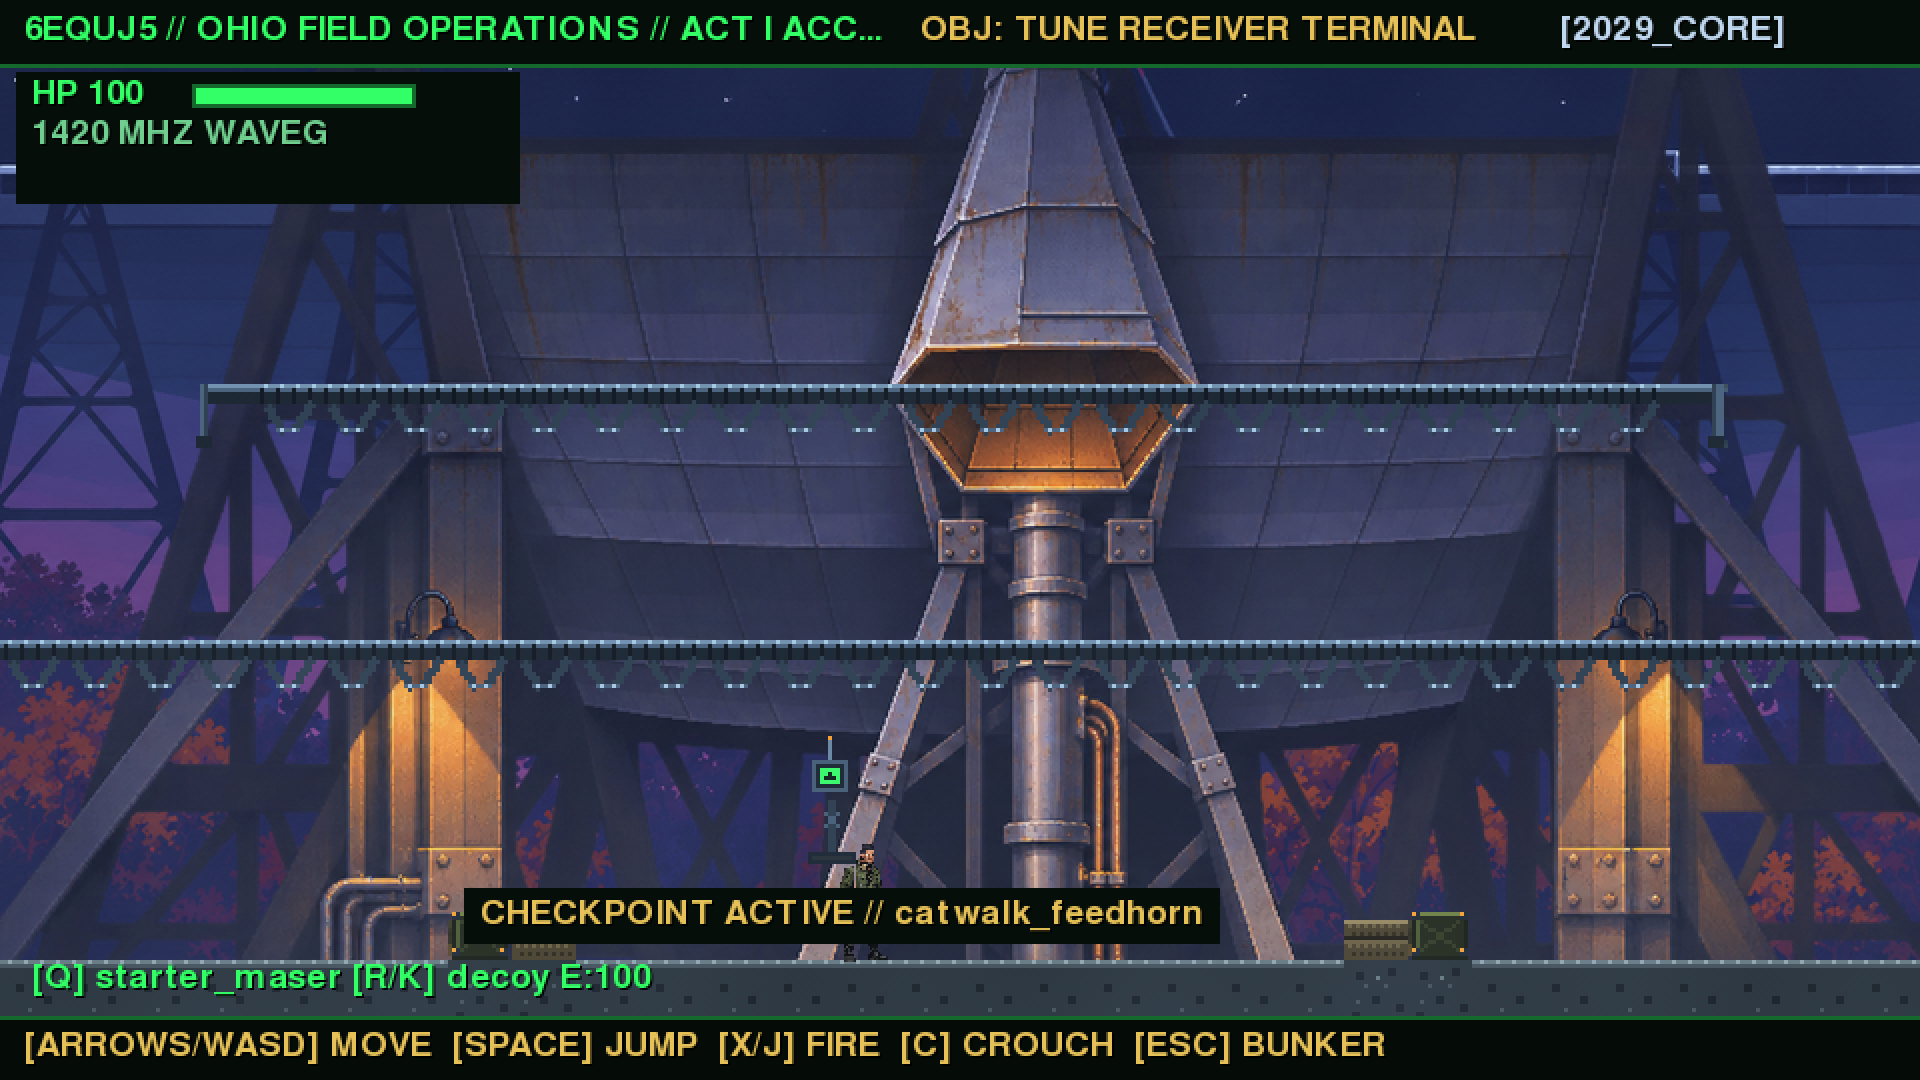 6EQUJ5 // OHIO FIELD OPERATIONS // ACT I ACC... OBJ: TUNE RECEIVER TERMINAL [2029_CORE]
HP 100
1420 MHZ WAVEG
CHECKPOINT ACTIVE // catwalk_feedhorn
[Q] starter_maser [R/K] decoy E:100
[ARROWS/WASD] MOVE [SPACE] JUMP [X/J] FIRE [C] CROUCH [ESC] BUNKER